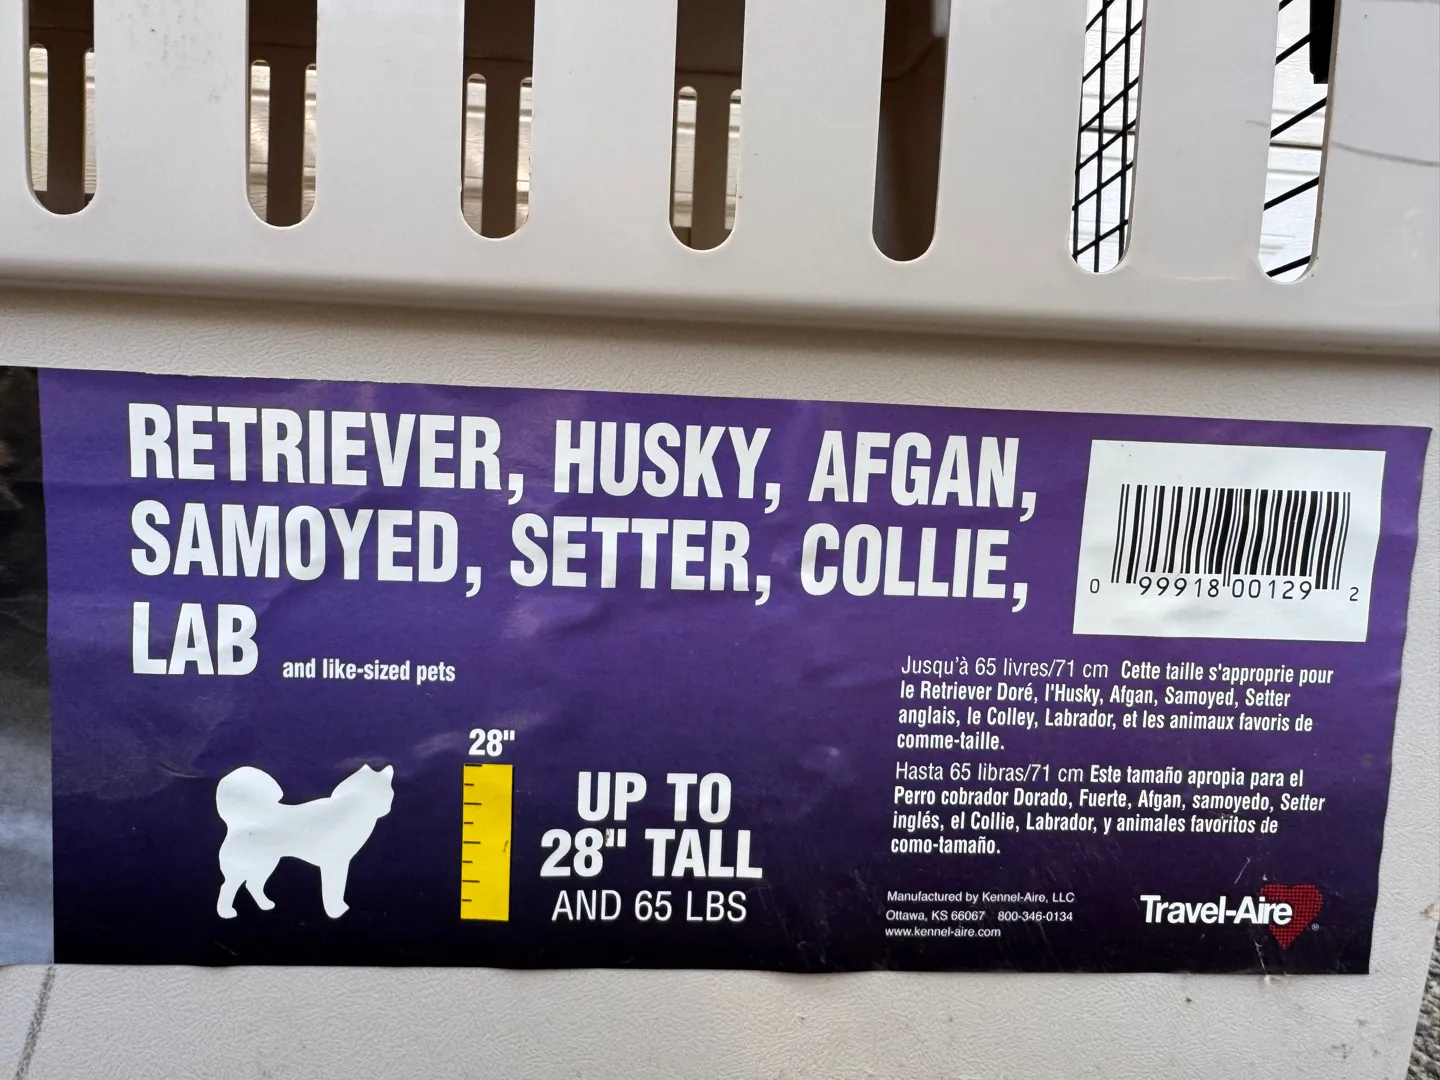 RETRIEVER, HUSKY, AFGAN,
SAMOYED, SETTER, COLLIE,
LAB and like-sized pets
28"
UP TO
28" TALL
AND 65 LBS
0 99918 00129 2
Jusqu'à 65 livres/71 cm Cette taille s'approprie pour
le Retriever Doré, l'Husky, Afgan, Samoyed, Setter
anglais, le Colley, Labrador, et les animaux favoris de
comme-taille.
Hasta 65 libras/71 cm Este tamaño apropia para el
Perro cobrador Dorado, Fuerte, Afgan, samoyedo, Setter
inglés, el Collie, Labrador, y animales favoritos de
como-tamaño.
Manufactured by Kennel-Aire, LLC
Ottawa, KS 66067 800-346-0134
www.kennel-aire.com
Travel-Aire ®